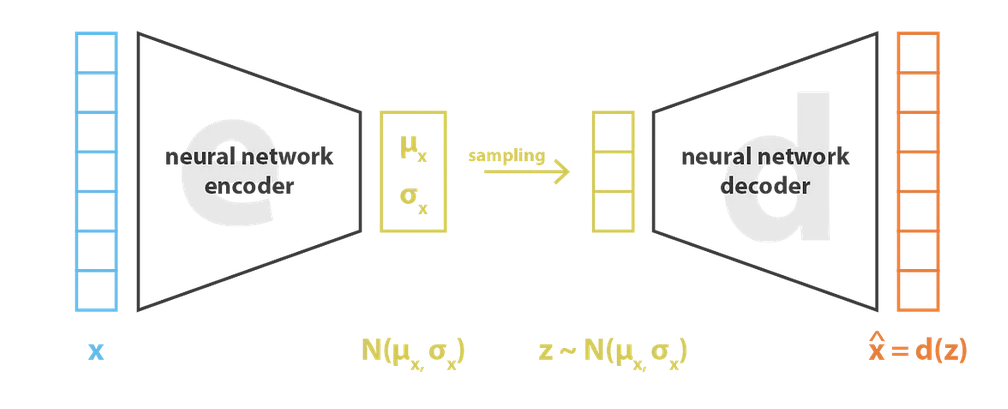 e
neural network
encoder
μx
σx
sampling
d
neural network
decoder
x
N(μx, σx)
z ~ N(μx, σx)
x̂ = d(z)